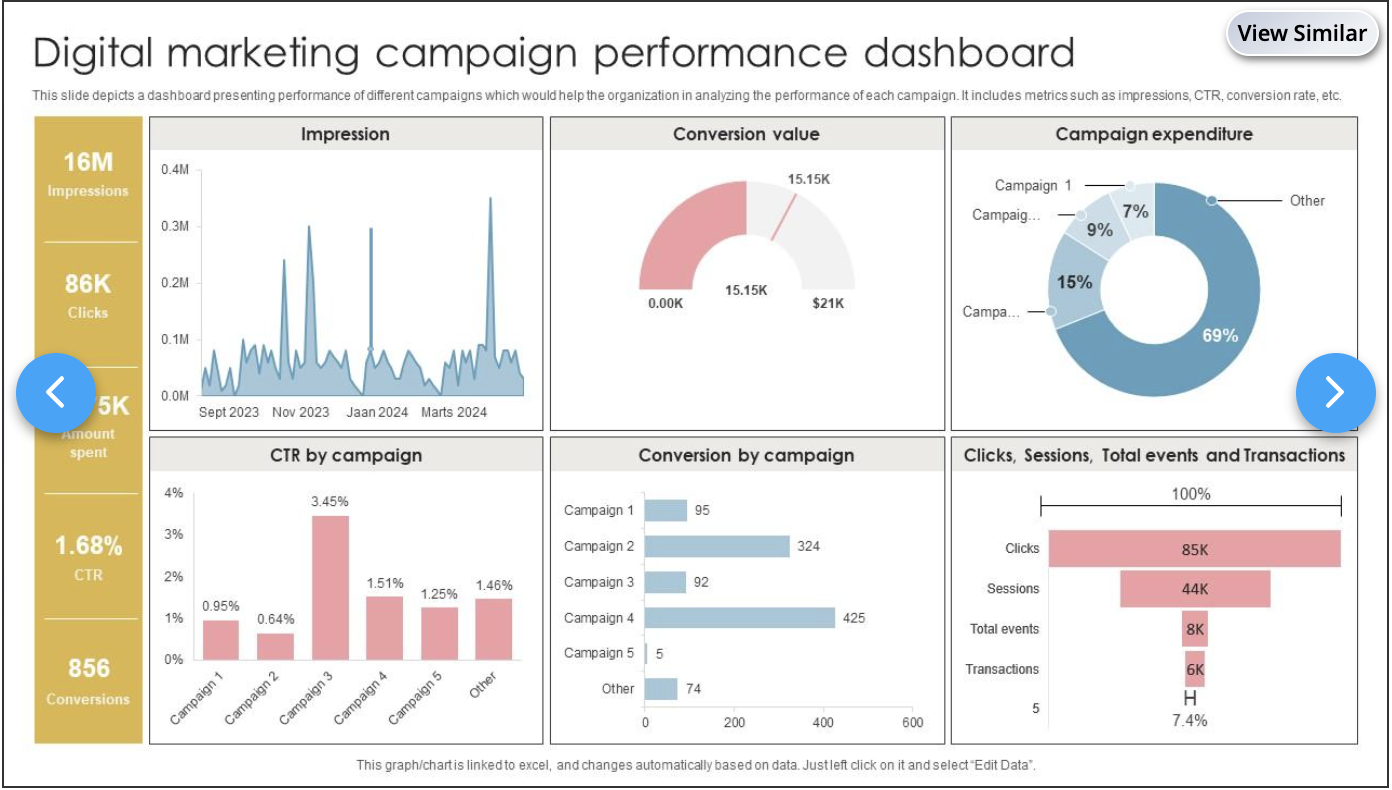 View Similar
Digital marketing campaign performance dashboard
This slide depicts a dashboard presenting performance of different campaigns which would help the organization in analyzing the performance of each campaign. It includes metrics such as impressions, CTR, conversion rate, etc.
16M
Impressions
86K
Clicks
5K
Amount
spent
1.68%
CTR
856
Conversions
Impression
0.4M
0.3M
0.2M
0.1M
0.0M
Sept 2023 Nov 2023 Jaan 2024 Marts 2024
Conversion value
15.15K
0.00K
15.15K
$21K
Campaign expenditure
Campaign 1
Campaig...
Campa...
Other
7%
9%
15%
69%
CTR by campaign
4%
3%
2%
1%
0%
0.95%
0.64%
3.45%
1.51%
1.25%
1.46%
Campaign 1
Campaign 2
Campaign 3
Campaign 4
Campaign 5
Other
Conversion by campaign
Campaign 1 95
Campaign 2 324
Campaign 3 92
Campaign 4 425
Campaign 5 5
Other 74
0 200 400 600
Clicks, Sessions, Total events and Transactions
100%
Clicks 85K
Sessions 44K
Total events 8K
Transactions 6K
5
7.4%
This graph/chart is linked to excel, and changes automatically based on data. Just left click on it and select “Edit Data”.